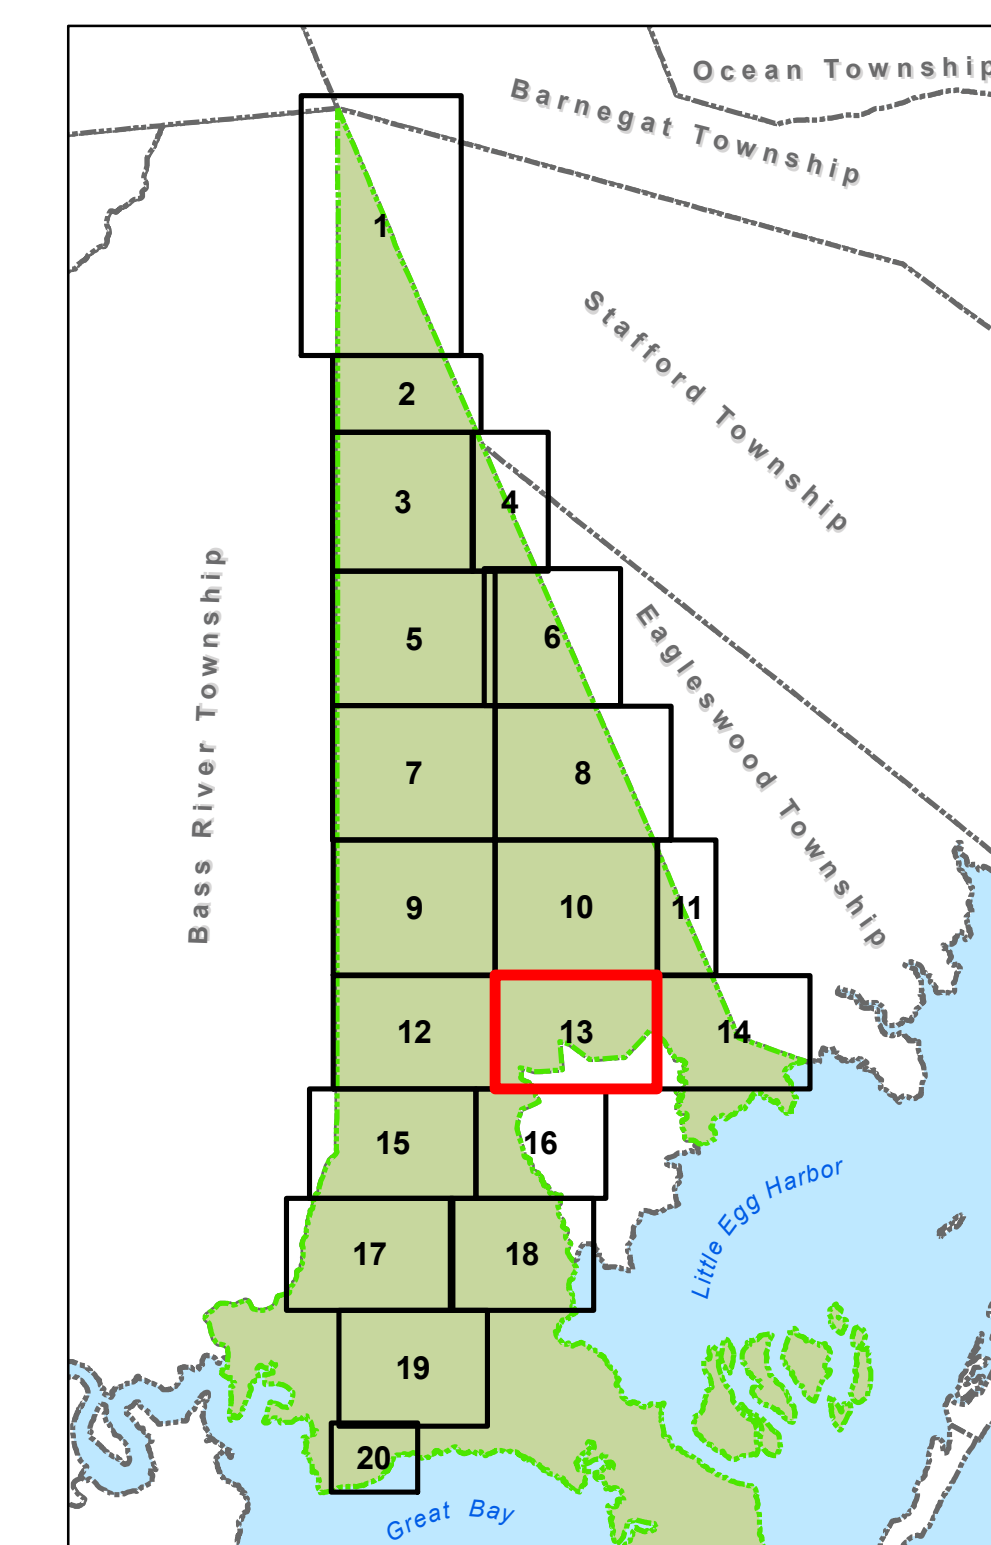 Ocean Township
Barnegat Township
1
Stafford Township
2
3
4
Bass River Township
5
6
Eagleswood Township
7
8
9
10
11
12
13
14
15
16
Little Egg Harbor
17
18
19
20
Great Bay